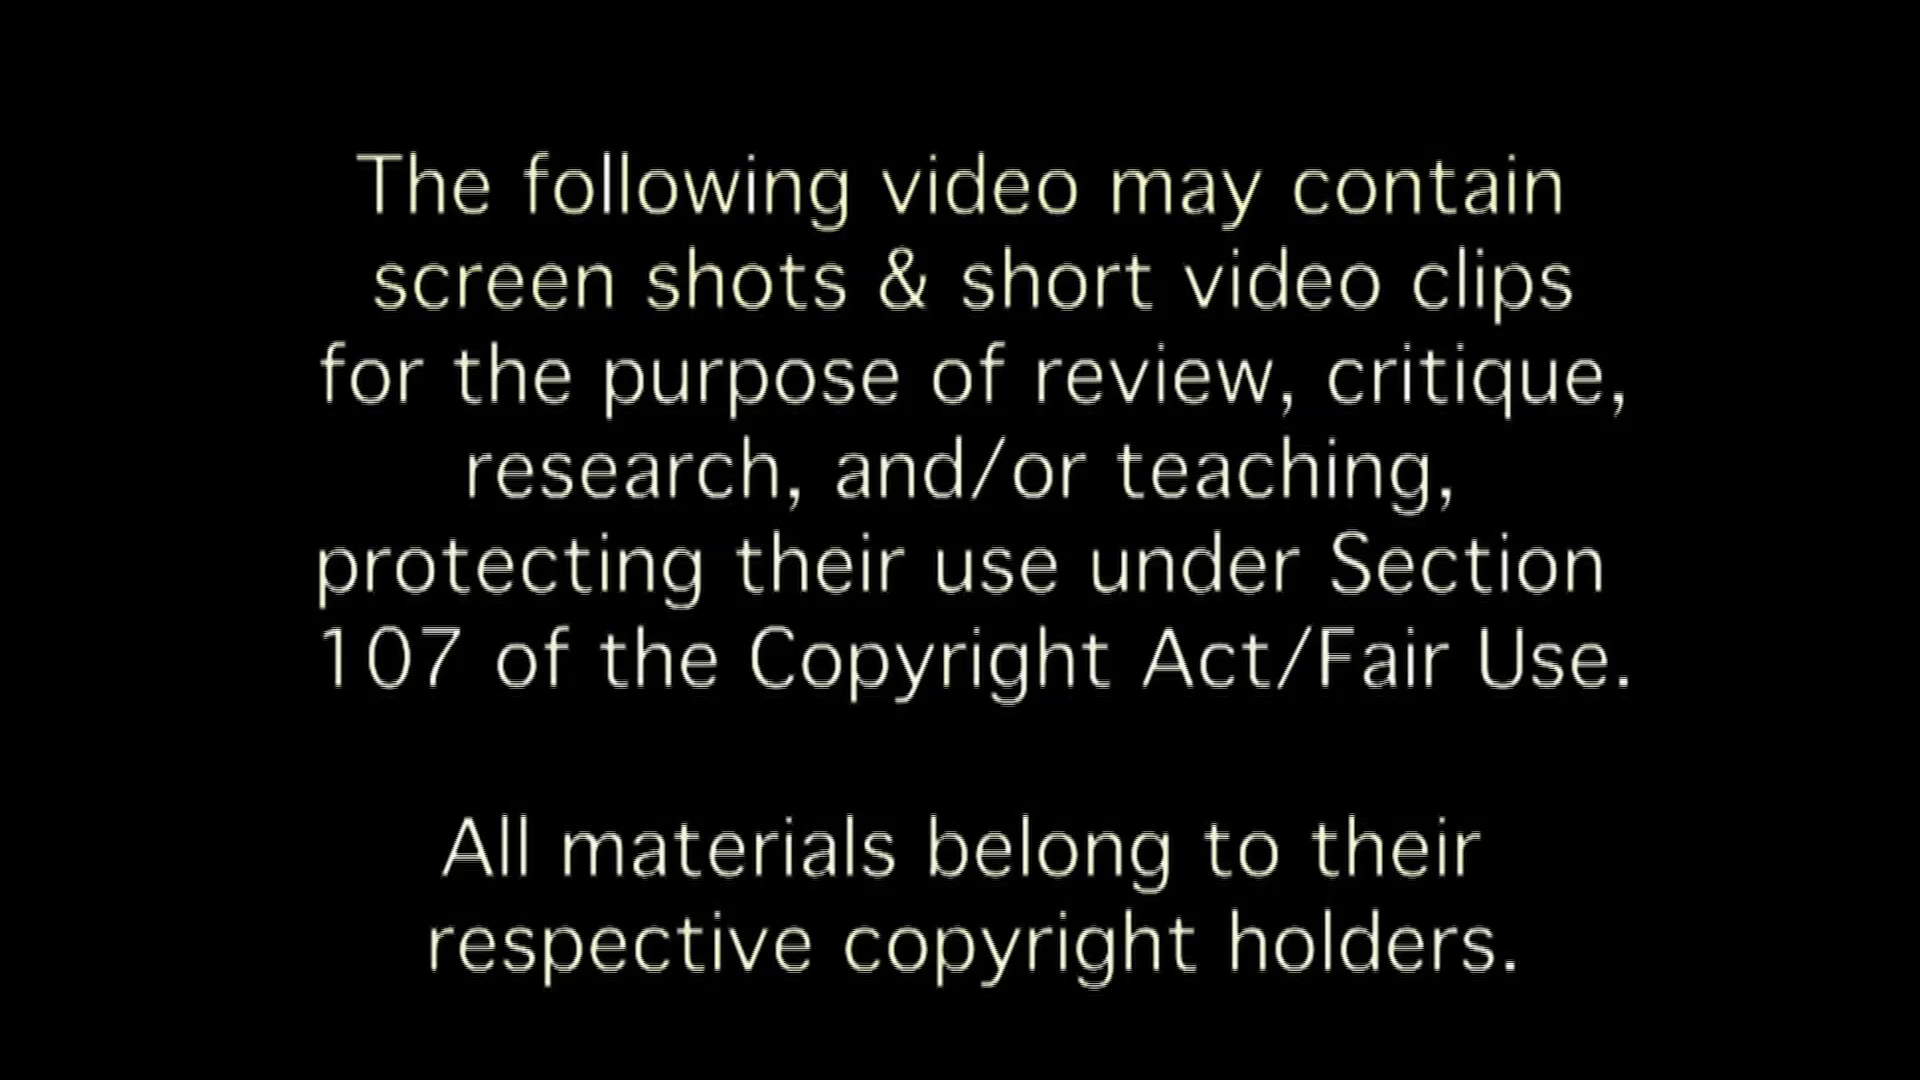 The following video may contain
screen shots & short video clips
for the purpose of review, critique,
research, and/or teaching,
protecting their use under Section
107 of the Copyright Act/Fair Use.
All materials belong to their
respective copyright holders.